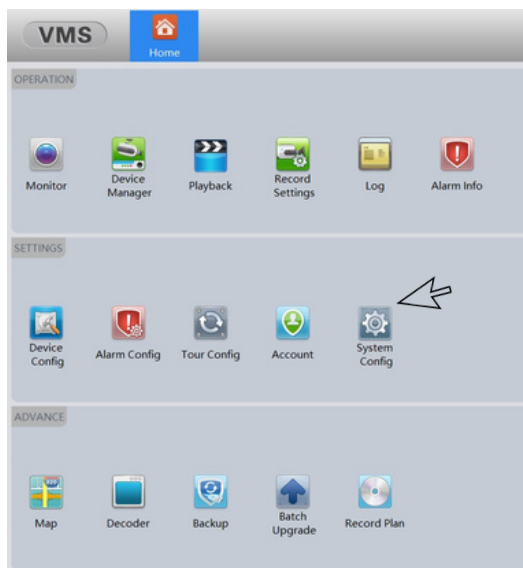 VMS
Home
OPERATION
Monitor
Device
Manager
Playback
Record
Settings
Log
Alarm Info
SETTINGS
Device
Config
Alarm Config
Tour Config
Account
System
Config
ADVANCE
Map
Decoder
Backup
Batch
Upgrade
Record Plan